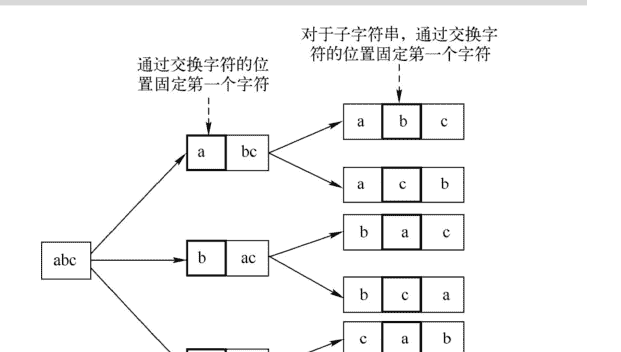 对于子字符串，通过交换字
符的位置固定第一个字符
通过交换字符的位
置固定第一个字符
a b c
a bc
a c b
b a c
abc
b ac
b c a
c a b